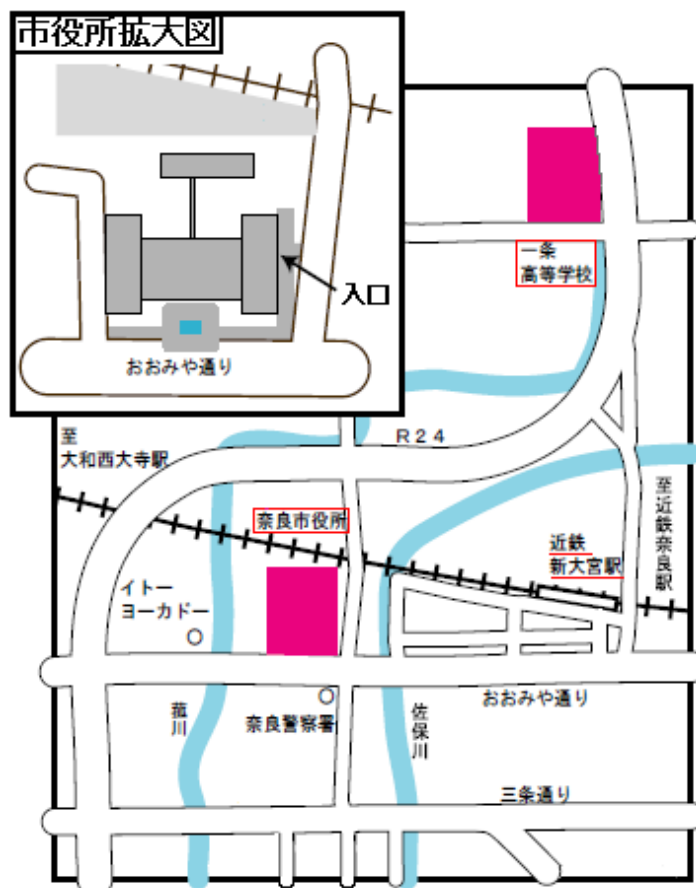 市役所拡大図
入口
おおみや通り
一条
高等学校
至
大和西大寺駅
R24
奈良市役所
近鉄
新大宮駅
至近鉄奈良駅
イトー
ヨーカドー
菰川
奈良警察署
佐保川
おおみや通り
三条通り